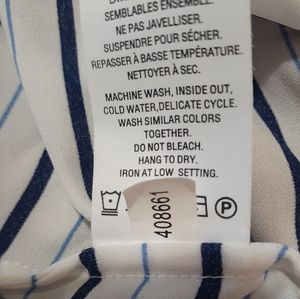 SEMBLABLES ENSEMBLE.
NE PAS JAVELLISER.
SUSPENDRE POUR SÉCHER.
REPASSER À BASSE TEMPÉRATURE.
NETTOYER À SEC.
MACHINE WASH, INSIDE OUT,
COLD WATER, DELICATE CYCLE.
WASH SIMILAR COLORS
TOGETHER.
DO NOT BLEACH.
HANG TO DRY.
IRON AT LOW SETTING.
408661
P